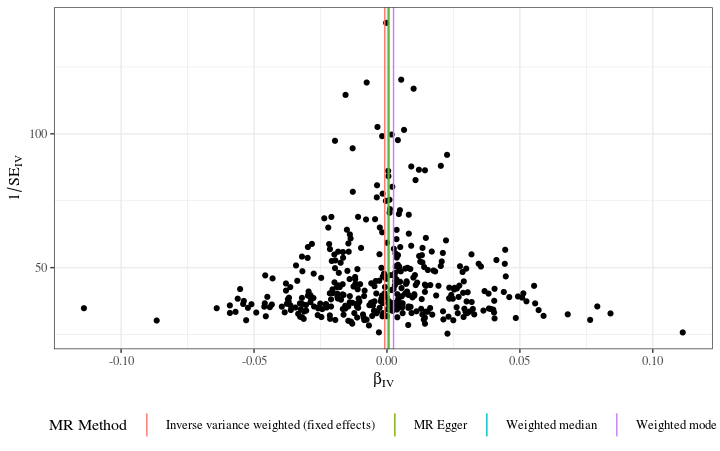 1/SE_IV
100
50
-0.10 -0.05 0.00 0.05 0.10
β_IV
MR Method Inverse variance weighted (fixed effects) MR Egger Weighted median Weighted mode